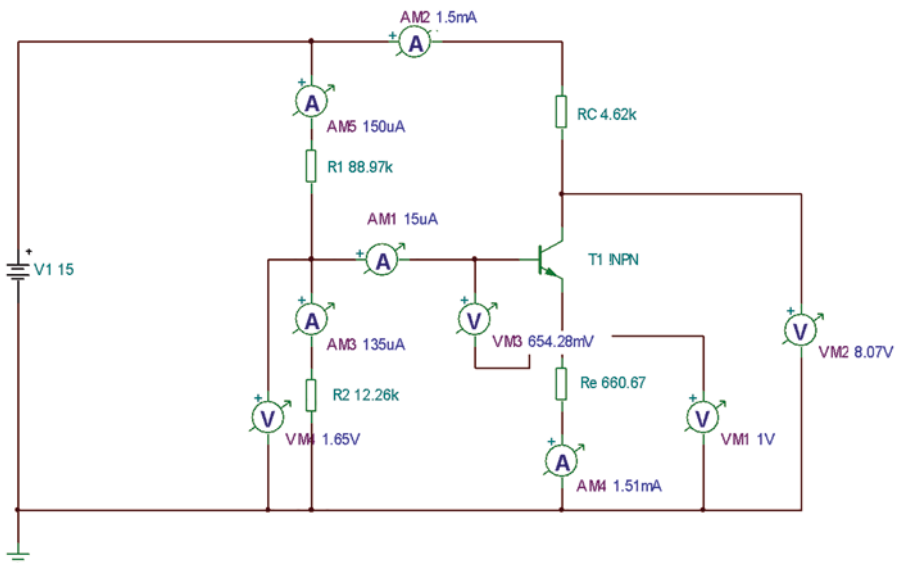 AM2 1.5mA
+
A
+
A
AM5 150uA
RC 4.62k
R1 88.97k
AM1 15uA
+
A
T1 !NPN
+
V1 15
+
A
AM3 135uA
+
V
VM3 654.28mV
+
V
VM2 8.07V
R2 12.26k
Re 660.67
+
V
VM4 1.65V
+
V
VM1 1V
+
A
AM4 1.51mA